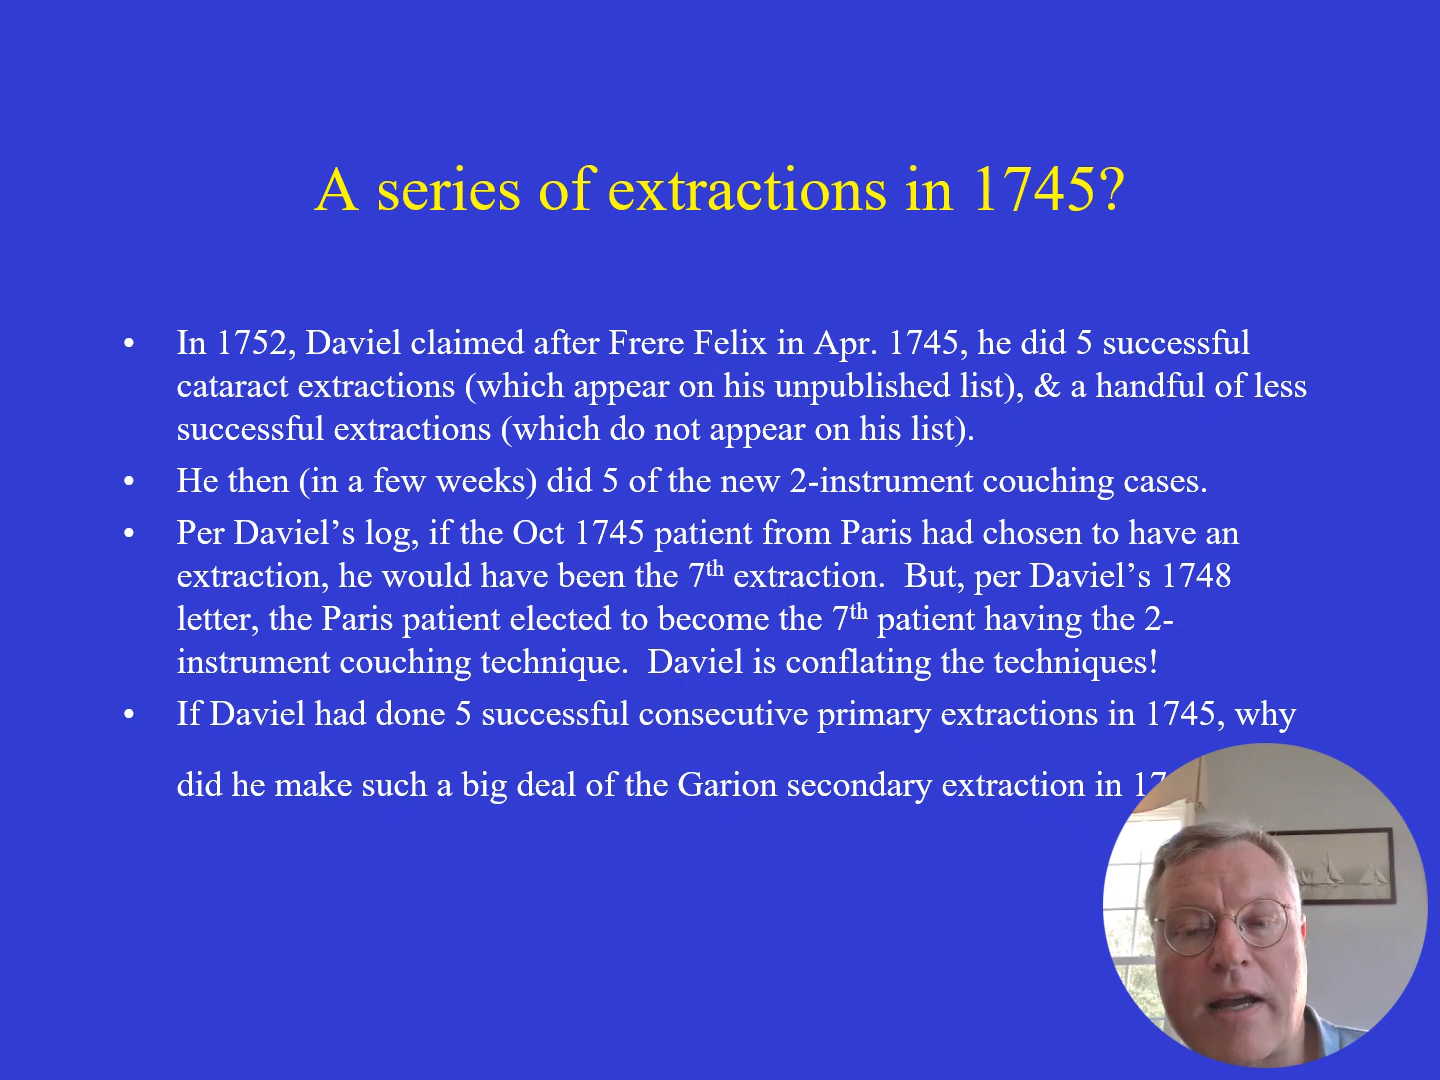 A series of extractions in 1745?
• In 1752, Daviel claimed after Frere Felix in Apr. 1745, he did 5 successful
cataract extractions (which appear on his unpublished list), & a handful of less
successful extractions (which do not appear on his list).
• He then (in a few weeks) did 5 of the new 2-instrument couching cases.
• Per Daviel’s log, if the Oct 1745 patient from Paris had chosen to have an
extraction, he would have been the 7th extraction.  But, per Daviel’s 1748
letter, the Paris patient elected to become the 7th patient having the 2-
instrument couching technique.  Daviel is conflating the techniques!
• If Daviel had done 5 successful consecutive primary extractions in 1745, why
did he make such a big deal of the Garion secondary extraction in